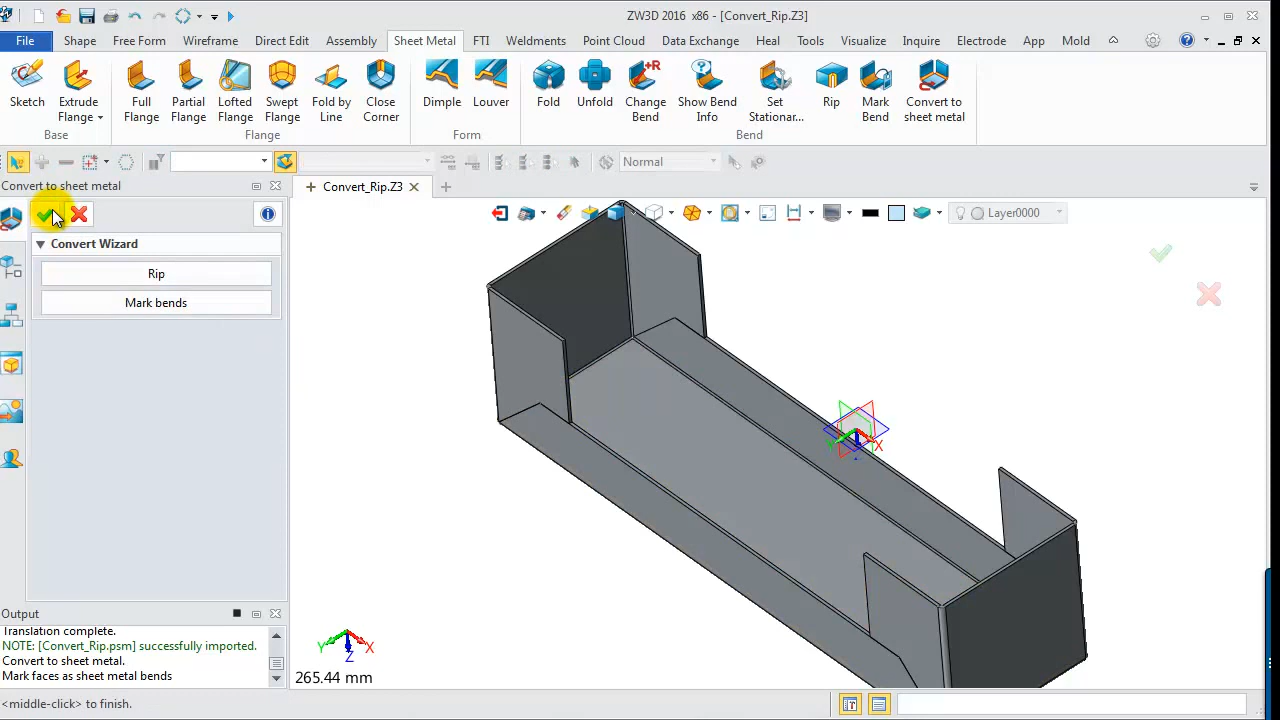 ZW3D 2016 x86 - [Convert_Rip.Z3]
File Shape Free Form Wireframe Direct Edit Assembly Sheet Metal FTI Weldments Point Cloud Data Exchange Heal Tools Visualize Inquire Electrode App Mold
Sketch Extrude Flange Full Flange Partial Flange Lofted Flange Swept Flange Fold by Line Close Corner Dimple Louver Fold Unfold Change Bend Show Bend Info Set Stationar... Rip Mark Bend Convert to sheet metal
Base Flange Form Bend
Normal
Convert to sheet metal
Convert_Rip.Z3
Layer0000
Convert Wizard
Rip
Mark bends
X
Output
Translation complete.
NOTE: [Convert_Rip.psm] successfully imported.
Convert to sheet metal.
Mark faces as sheet metal bends
Y X
Z
265.44 mm
<middle-click> to finish.